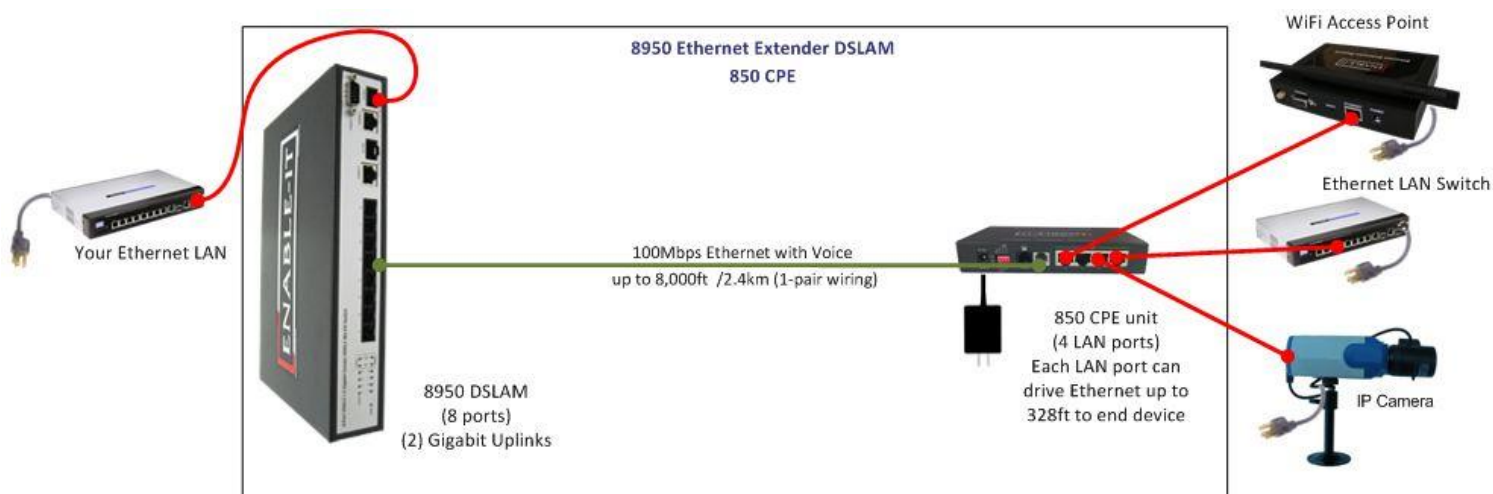 WiFi Access Point
8950 Ethernet Extender DSLAM
850 CPE
ENABLE-IT
Your Ethernet LAN
Ethernet LAN Switch
100Mbps Ethernet with Voice
up to 8,000ft /2.4km (1-pair wiring)
850 CPE unit
(4 LAN ports)
Each LAN port can
drive Ethernet up to
328ft to end device
8950 DSLAM
(8 ports)
(2) Gigabit Uplinks
IP Camera